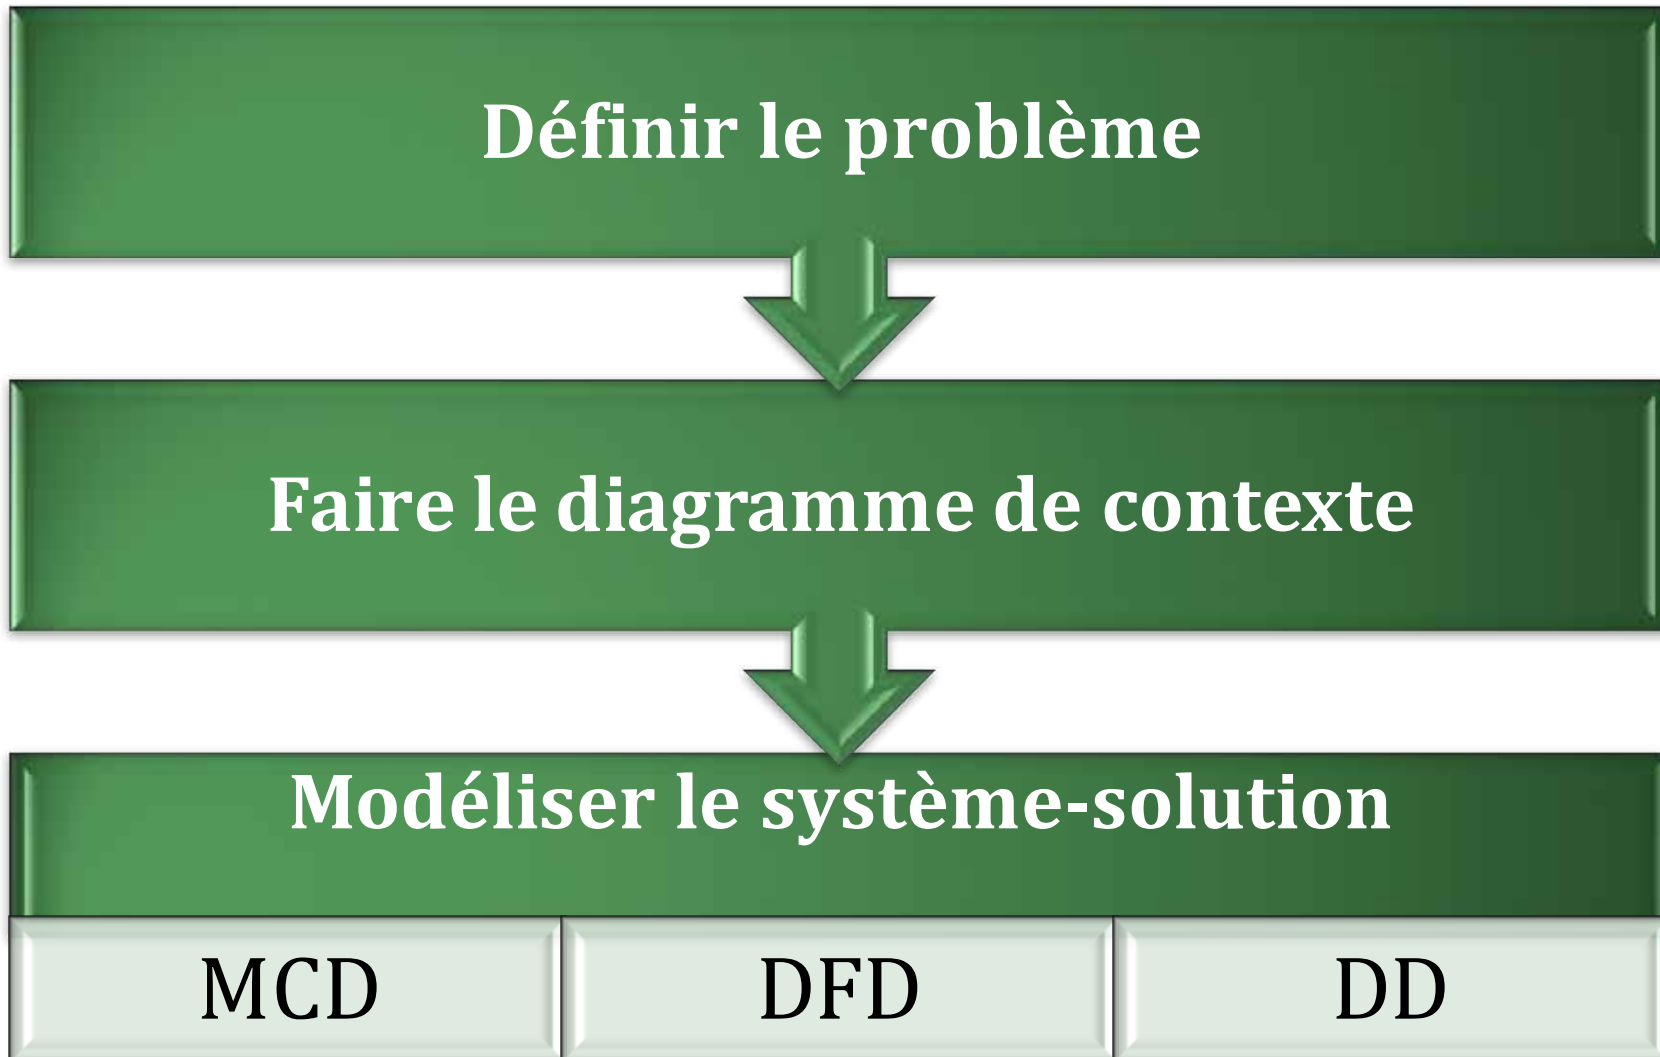 Définir le problème
Faire le diagramme de contexte
Modéliser le système-solution
MCD
DFD
DD